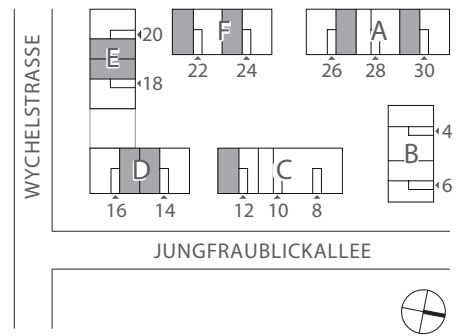 WYCHELSTRASSE
20
E
18
F
22
24
A
26
28
30
4
B
6
D
16
14
C
12
10
8
JUNGFRAUBLICKALLEE